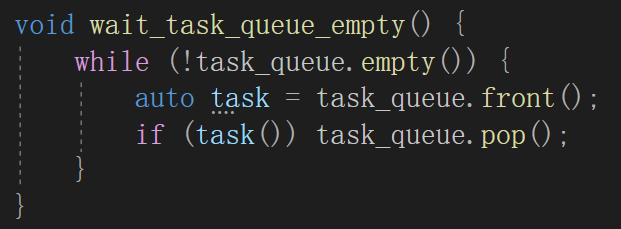 void wait_task_queue_empty() {
    while (!task_queue.empty()) {
        auto task = task_queue.front();
        if (task()) task_queue.pop();
    }
}